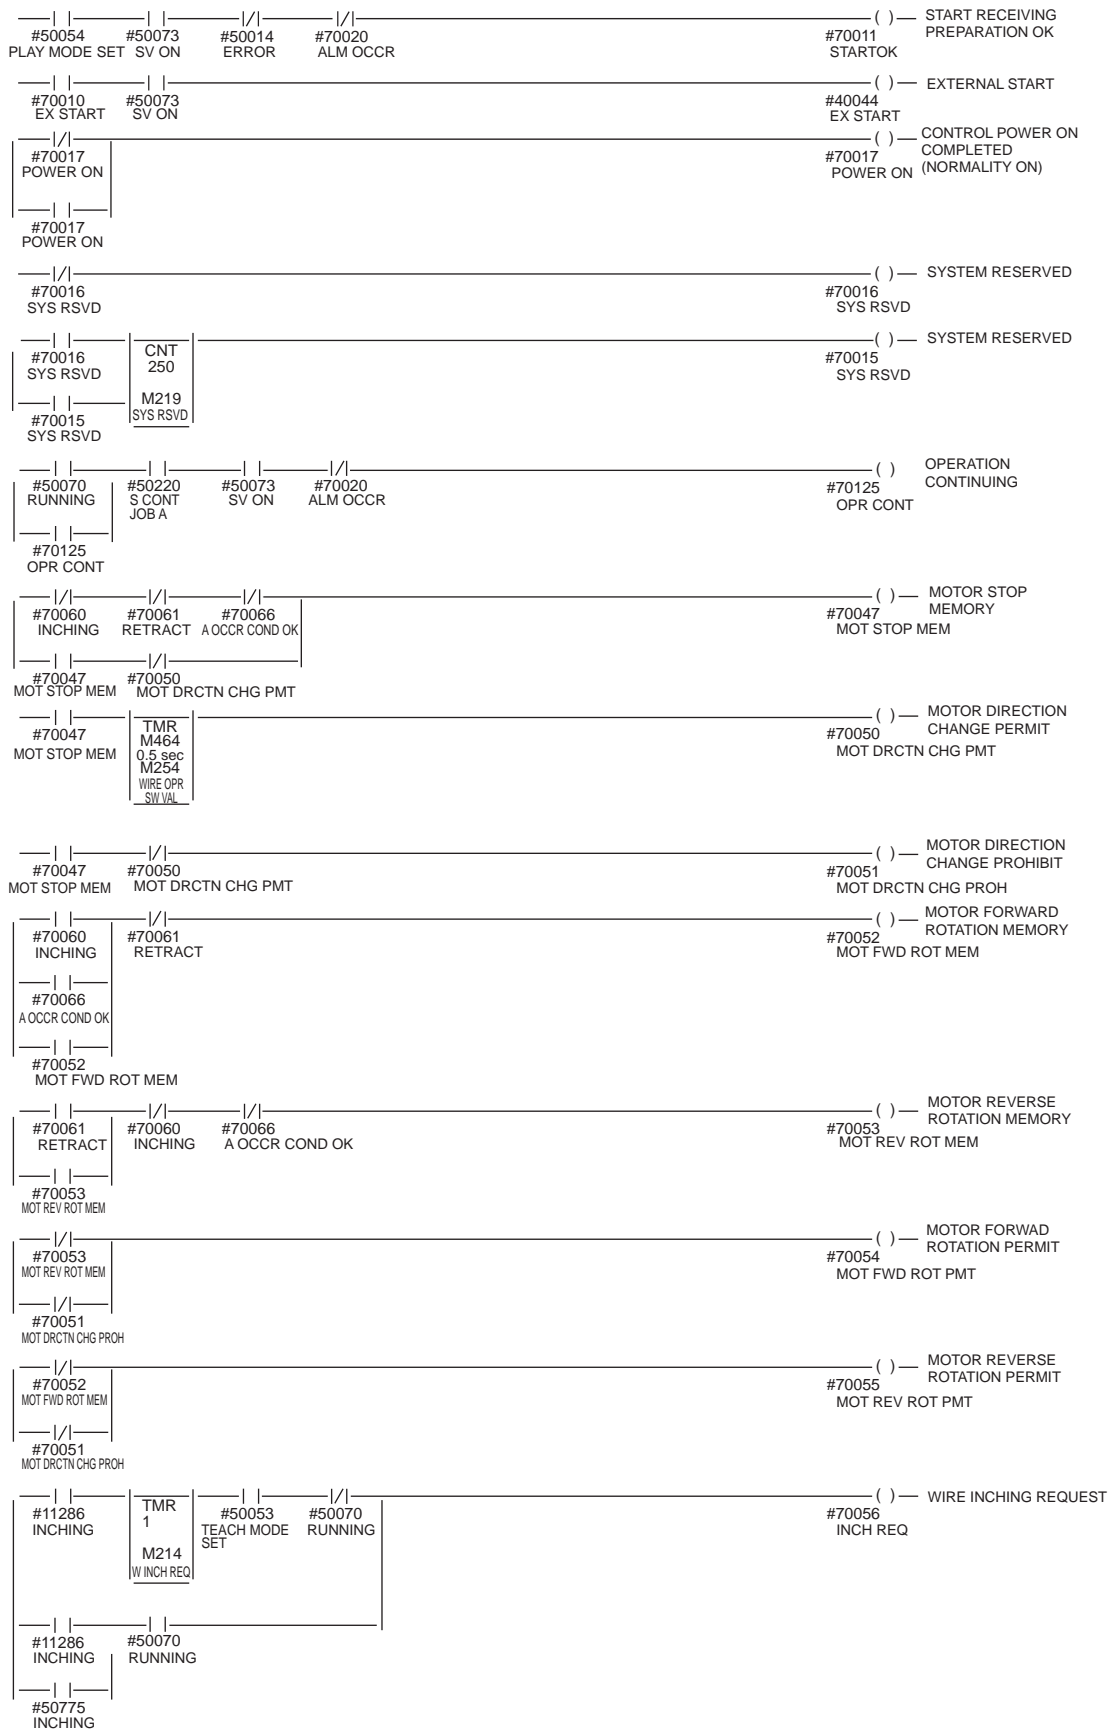 #50054
PLAY MODE SET
#50073
SV ON
#50014
ERROR
#70020
ALM OCCR
#70011
STARTOK
START RECEIVING
PREPARATION OK
#70010
EX START
#50073
SV ON
#40044
EX START
EXTERNAL START
#70017
POWER ON
#70017
POWER ON
#70017
POWER ON
CONTROL POWER ON
COMPLETED
(NORMALITY ON)
#70016
SYS RSVD
#70016
SYS RSVD
SYSTEM RESERVED
#70016
SYS RSVD
#70015
SYS RSVD
CNT
250
M219
SYS RSVD
#70015
SYS RSVD
SYSTEM RESERVED
#50070
RUNNING
#70125
OPR CONT
#50220
S CONT
JOB A
#50073
SV ON
#70020
ALM OCCR
#70125
OPR CONT
OPERATION
CONTINUING
#70060
INCHING
#70061
RETRACT
#70066
A OCCR COND OK
#70047
MOT STOP MEM
#70050
MOT DRCTN CHG PMT
#70047
MOT STOP MEM
MOTOR STOP
MEMORY
#70047
MOT STOP MEM
TMR
M464
0.5 sec
M254
WIRE OPR
SW VAL
#70050
MOT DRCTN CHG PMT
MOTOR DIRECTION
CHANGE PERMIT
#70047
MOT STOP MEM
#70050
MOT DRCTN CHG PMT
#70051
MOT DRCTN CHG PROH
MOTOR DIRECTION
CHANGE PROHIBIT
#70060
INCHING
#70066
A OCCR COND OK
#70052
MOT FWD ROT MEM
#70061
RETRACT
#70052
MOT FWD ROT MEM
MOTOR FORWARD
ROTATION MEMORY
#70061
RETRACT
#70053
MOT REV ROT MEM
#70060
INCHING
#70066
A OCCR COND OK
#70053
MOT REV ROT MEM
MOTOR REVERSE
ROTATION MEMORY
#70053
MOT REV ROT MEM
#70051
MOT DRCTN CHG PROH
#70054
MOT FWD ROT PMT
MOTOR FORWAD
ROTATION PERMIT
#70052
MOT FWD ROT MEM
#70051
MOT DRCTN CHG PROH
#70055
MOT REV ROT PMT
MOTOR REVERSE
ROTATION PERMIT
#11286
INCHING
TMR
1
M214
W INCH REQ
#50053
TEACH MODE
SET
#50070
RUNNING
#70056
INCH REQ
WIRE INCHING REQUEST
#11286
INCHING
#50070
RUNNING
#50775
INCHING